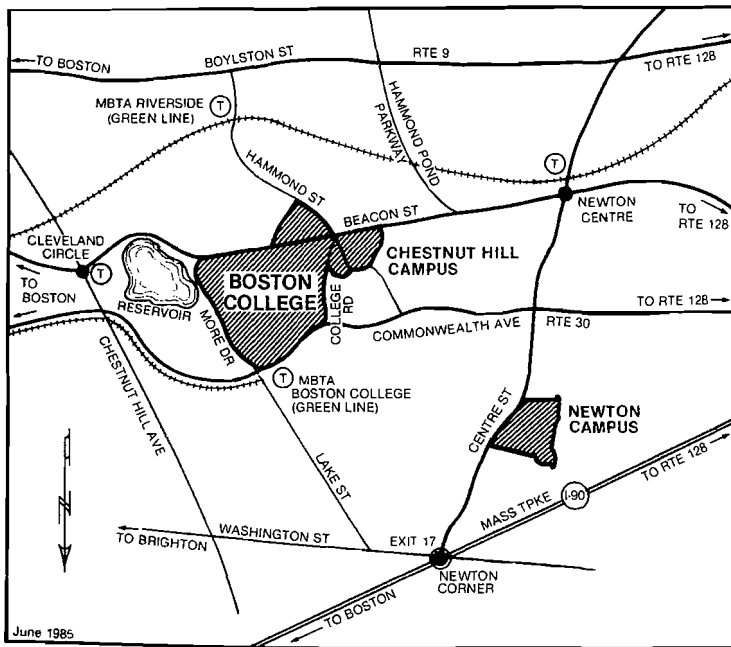 TO BOSTON
BOYLSTON ST
RTE 9
TO RTE 128
MBTA RIVERSIDE
(GREEN LINE)
T
HAMMOND POND
PARKWAY
T
HAMMOND ST
BEACON ST
NEWTON
CENTRE
TO
RTE 128
CLEVELAND
CIRCLE
T
TO
BOSTON
RESERVOIR
BOSTON
COLLEGE
CHESTNUT HILL
CAMPUS
MORE DR
COLLEGE
RD
COMMONWEALTH AVE
RTE 30
TO RTE 128
T
MBTA
BOSTON COLLEGE
(GREEN LINE)
CHESTNUT HILL AVE
LAKE ST
CENTRE ST
NEWTON
CAMPUS
N
MASS TPKE
I-90
TO RTE 128
TO BRIGHTON
WASHINGTON ST
EXIT 17
NEWTON
CORNER
TO BOSTON
June 1985